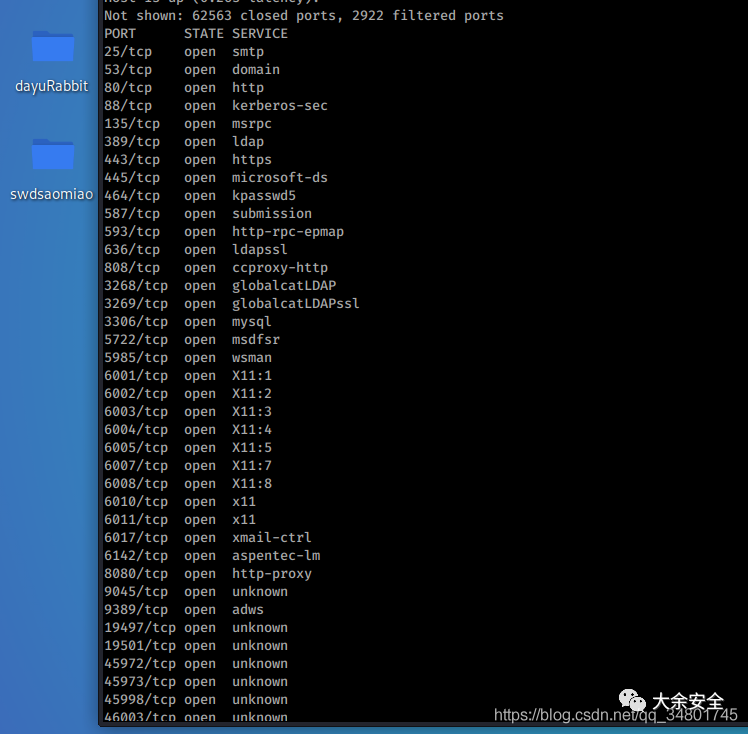 Host is up (0.263 latency).
Not shown: 62563 closed ports, 2922 filtered ports
PORT STATE SERVICE
25/tcp open smtp
53/tcp open domain
80/tcp open http
88/tcp open kerberos-sec
135/tcp open msrpc
389/tcp open ldap
443/tcp open https
445/tcp open microsoft-ds
464/tcp open kpasswd5
587/tcp open submission
593/tcp open http-rpc-epmap
636/tcp open ldapssl
808/tcp open ccproxy-http
3268/tcp open globalcatLDAP
3269/tcp open globalcatLDAPssl
3306/tcp open mysql
5722/tcp open msdfsr
5985/tcp open wsman
6001/tcp open X11:1
6002/tcp open X11:2
6003/tcp open X11:3
6004/tcp open X11:4
6005/tcp open X11:5
6007/tcp open X11:7
6008/tcp open X11:8
6010/tcp open x11
6011/tcp open x11
6017/tcp open xmail-ctrl
6142/tcp open aspentec-lm
8080/tcp open http-proxy
9045/tcp open unknown
9389/tcp open adws
19497/tcp open unknown
19501/tcp open unknown
45972/tcp open unknown
45973/tcp open unknown
45998/tcp open unknown
46003/tcp open unknown
dayuRabbit
swdsaomiao
大余安全
https://blog.csdn.net/qq_34801745